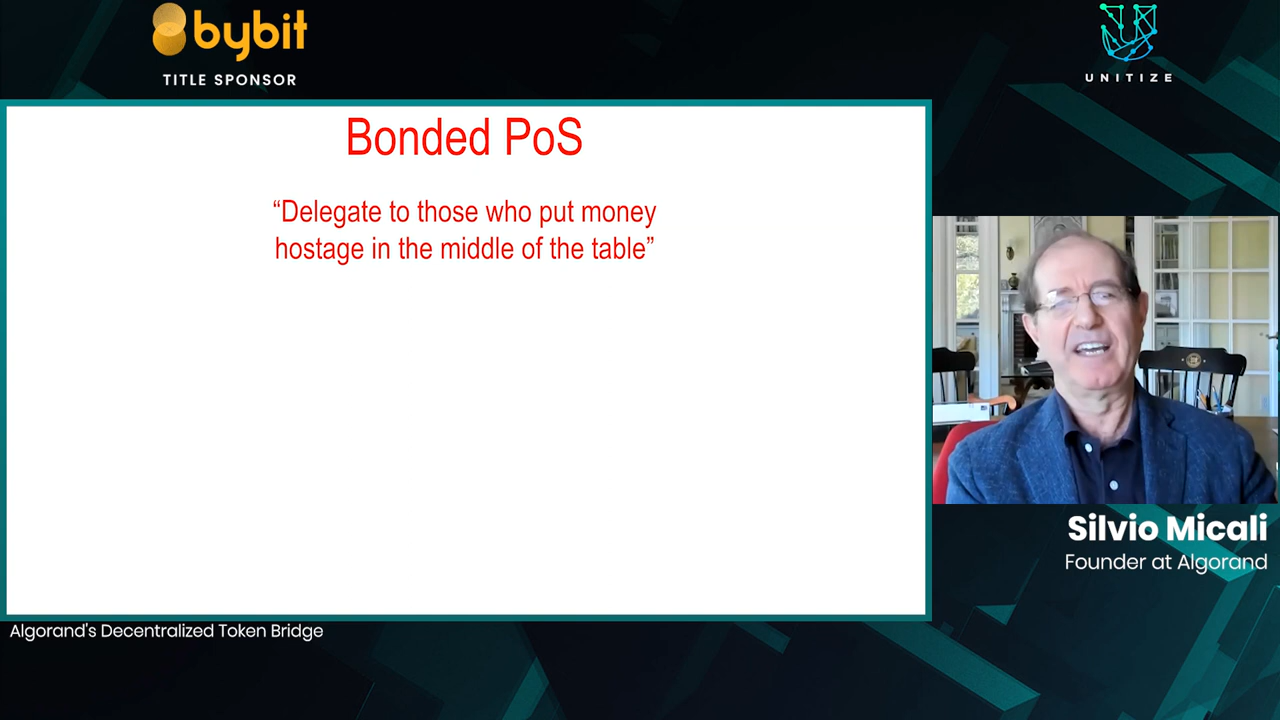 bybit
TITLE SPONSOR
UNITIZE
Bonded PoS
“Delegate to those who put money
hostage in the middle of the table”
Silvio Micali
Founder at Algorand
Algorand's Decentralized Token Bridge